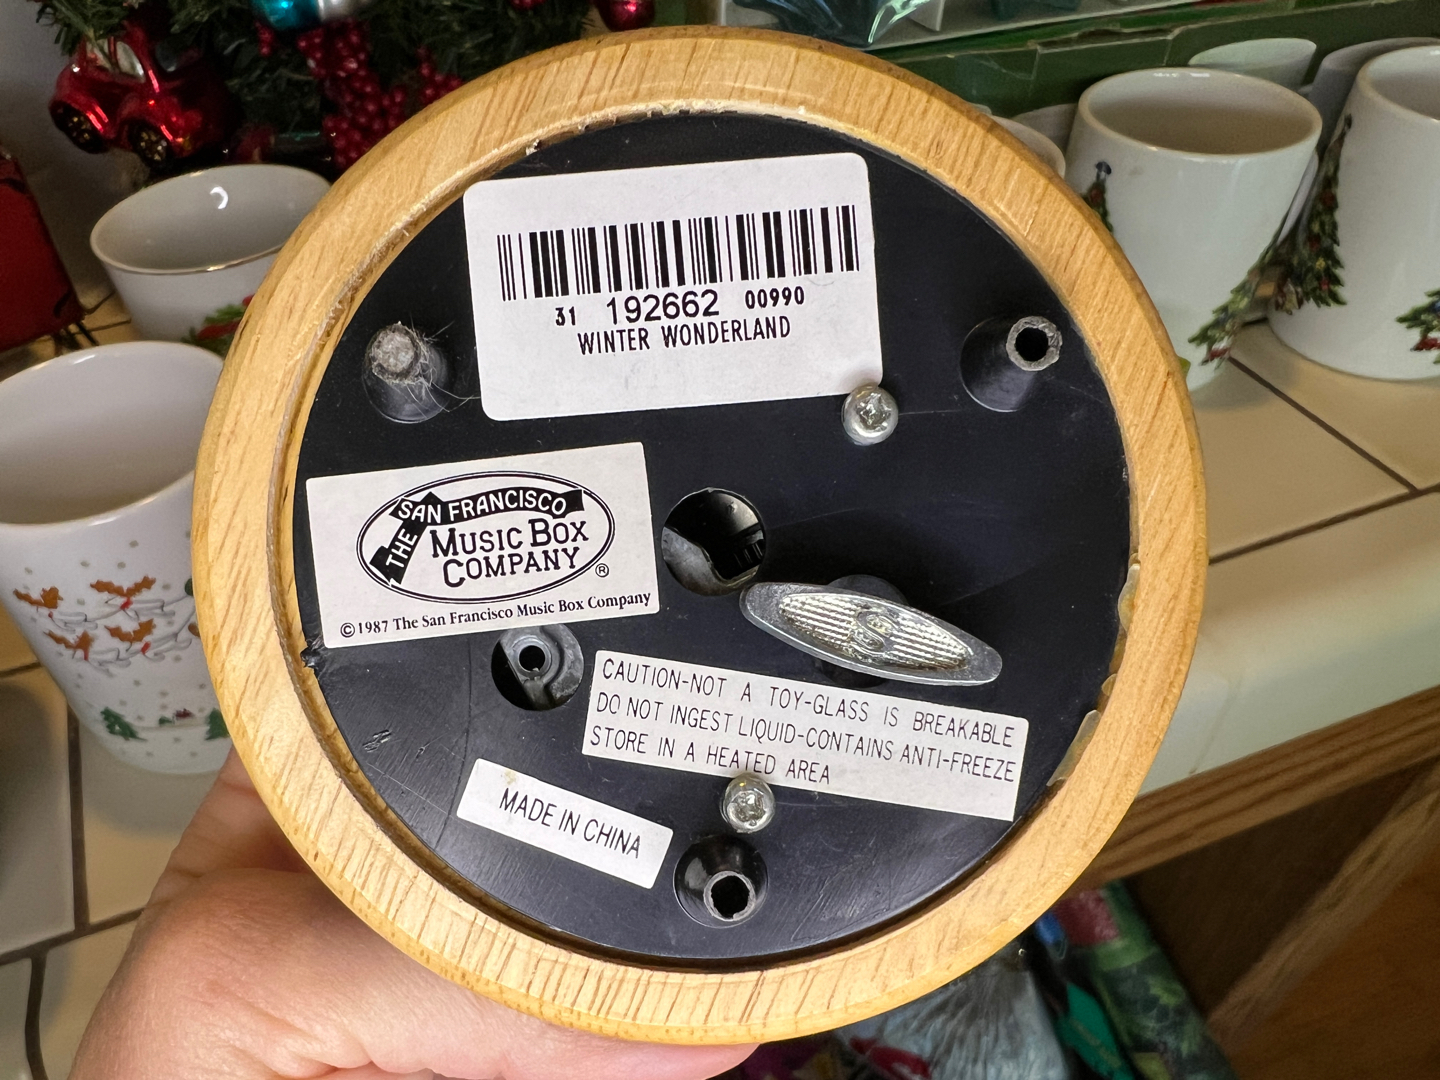 31 192662 00990
WINTER WONDERLAND
THE SAN FRANCISCO
MUSIC BOX
COMPANY ®
©1987 The San Francisco Music Box Company
S
CAUTION-NOT A TOY-GLASS IS BREAKABLE
DO NOT INGEST LIQUID-CONTAINS ANTI-FREEZE
STORE IN A HEATED AREA
MADE IN CHINA